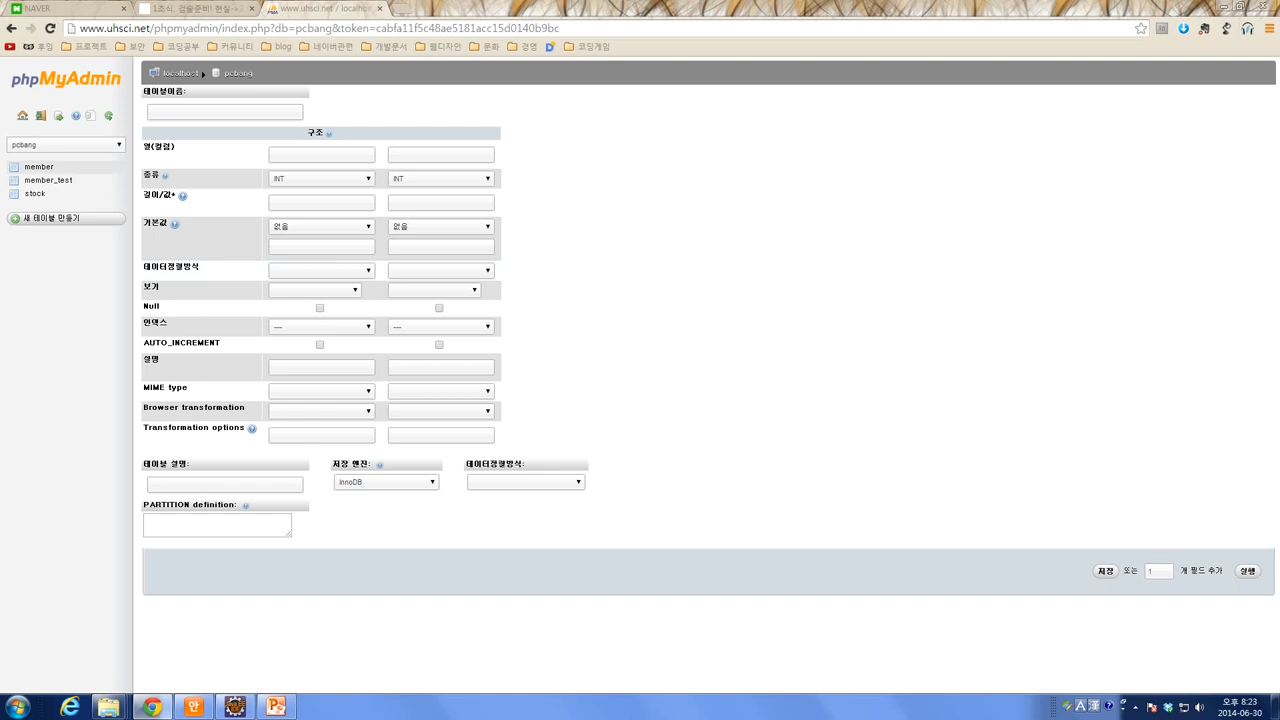 NAVER
1초식. 검술준비! 현실->
www.uhsci.net / localhos
www.uhsci.net/phpmyadmin/index.php?db=pcbang&token=cabfa11f5c48ae5181acc15d0140b9bc
후임 프로젝트 보안 코딩공부 커뮤니티 blog 네이버관련 개발문서 웹디자인 문화 경영 코딩게임
phpMyAdmin
localhost ▸ pcbang
테이블이름:
구조
pcbang
member
member_test
stock
새 테이블 만들기
열(컬럼)
종류 INT INT
길이/값*
기본값 없음 없음
데이터정렬방식
보기
Null
인덱스 --- ---
AUTO_INCREMENT
설명
MIME type
Browser transformation
Transformation options
테이블 설명: 저장 엔진: 데이터정렬방식:
InnoDB
PARTITION definition:
저장 또는 1 개 필드 추가 실행
안
A 漢
오후 8:23
2014-06-30